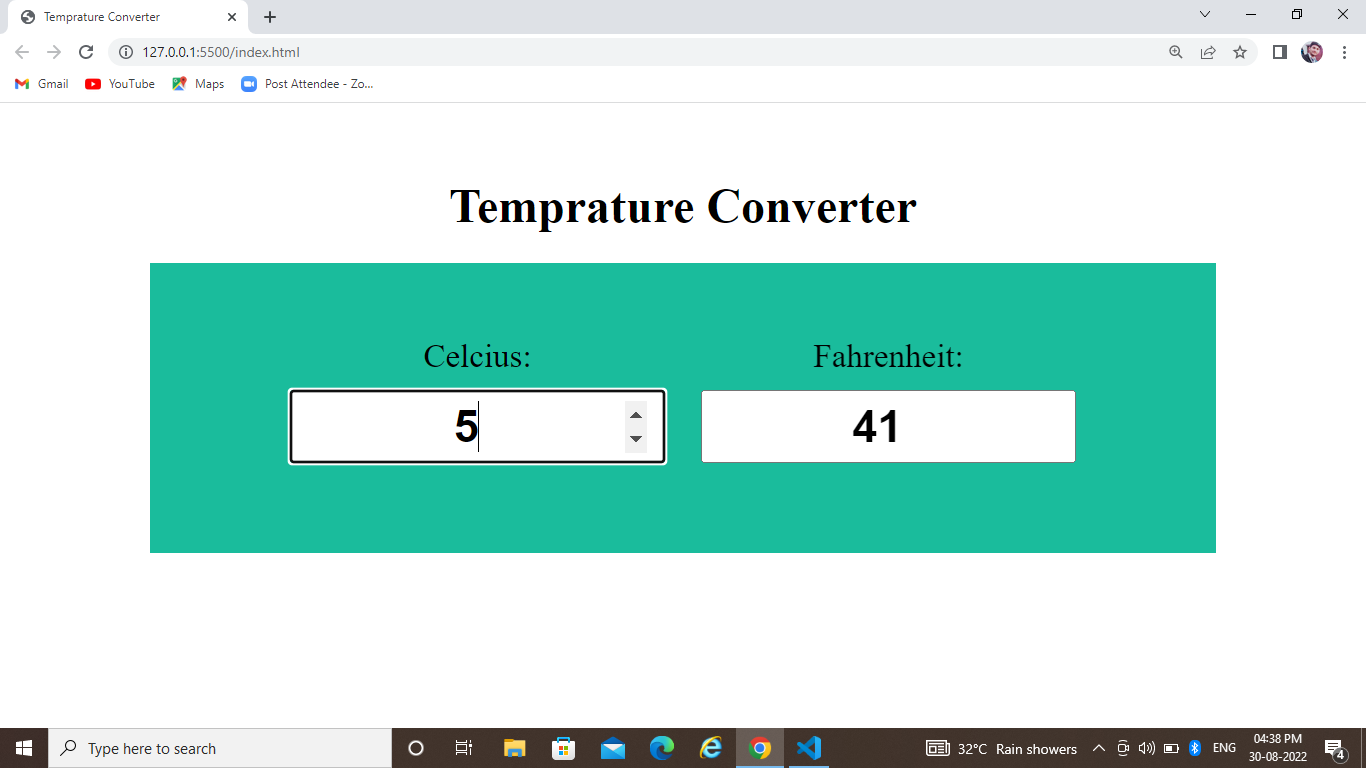 Temprature Converter
127.0.0.1:5500/index.html
Gmail YouTube Maps Post Attendee - Zo...
Temprature Converter
Celcius: Fahrenheit:
5 41
Type here to search
32°C Rain showers
ENG
04:38 PM
30-08-2022
4